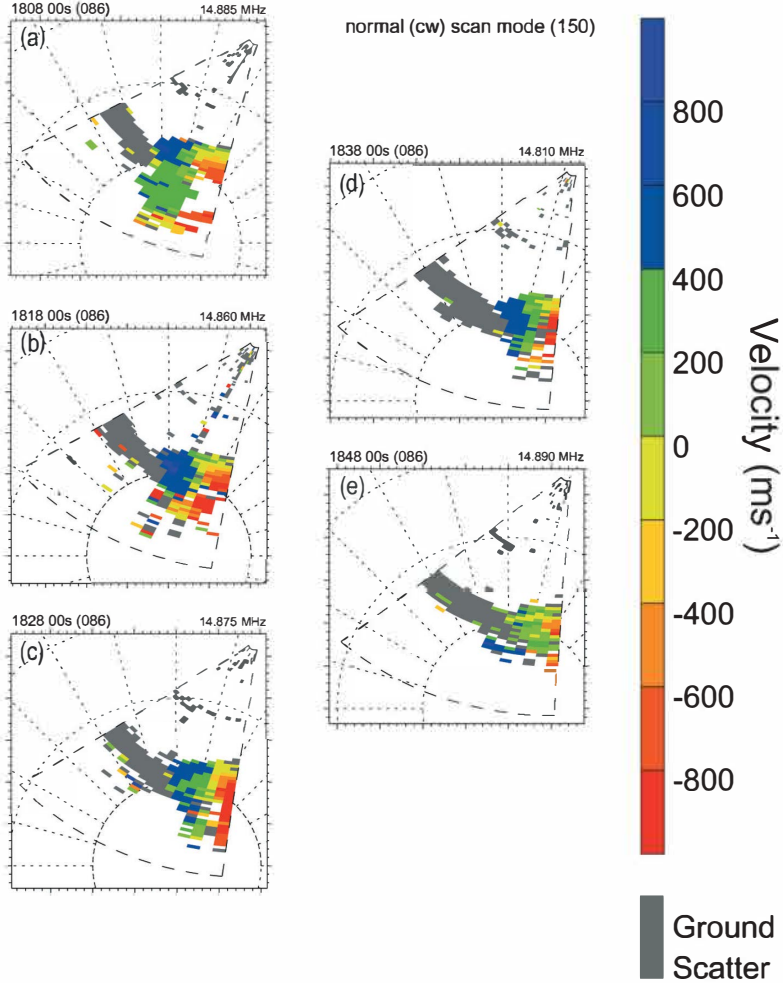 1808 00s (086) 14.885 MHz
(a)
normal (cw) scan mode (150)
1818 00s (086) 14.860 MHz
(b)
1828 00s (086) 14.875 MHz
(c)
1838 00s (086) 14.810 MHz
(d)
1848 00s (086) 14.890 MHz
(e)
800
600
400
200
0
-200
-400
-600
-800
Velocity (ms-1)
Ground
Scatter